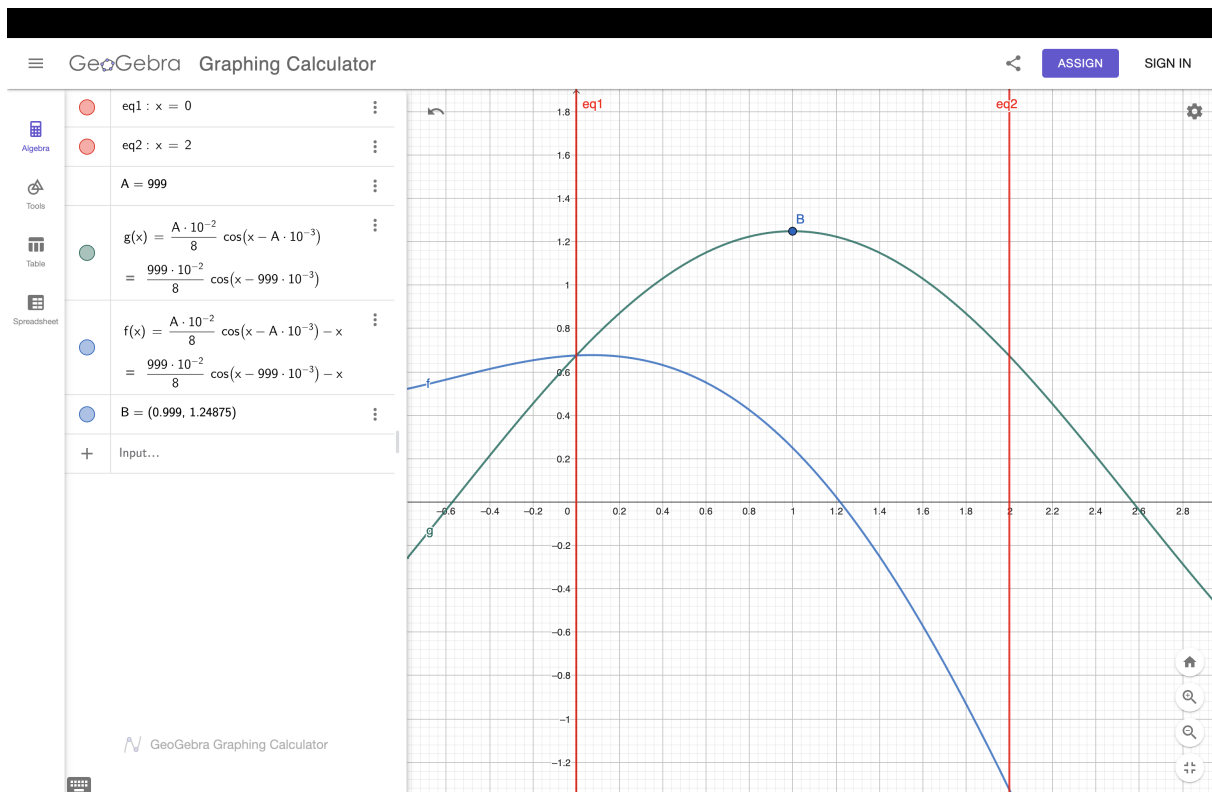 GeoGebra Graphing Calculator
ASSIGN
SIGN IN
Algebra
Tools
Table
Spreadsheet
eq1 : x = 0
eq2 : x = 2
A = 999
g(x) = A · 10⁻² / 8 cos(x − A · 10⁻³)
= 999 · 10⁻² / 8 cos(x − 999 · 10⁻³)
f(x) = A · 10⁻² / 8 cos(x − A · 10⁻³) − x
= 999 · 10⁻² / 8 cos(x − 999 · 10⁻³) − x
B = (0.999, 1.24875)
+ Input...
GeoGebra Graphing Calculator
eq1
eq2
B
f
g
1.8
1.6
1.4
1.2
1
0.8
0.6
0.4
0.2
−0.2
−0.4
−0.6
−0.8
−1
−1.2
−0.6 −0.4 −0.2 0 0.2 0.4 0.6 0.8 1 1.2 1.4 1.6 1.8 2 2.2 2.4 2.6 2.8